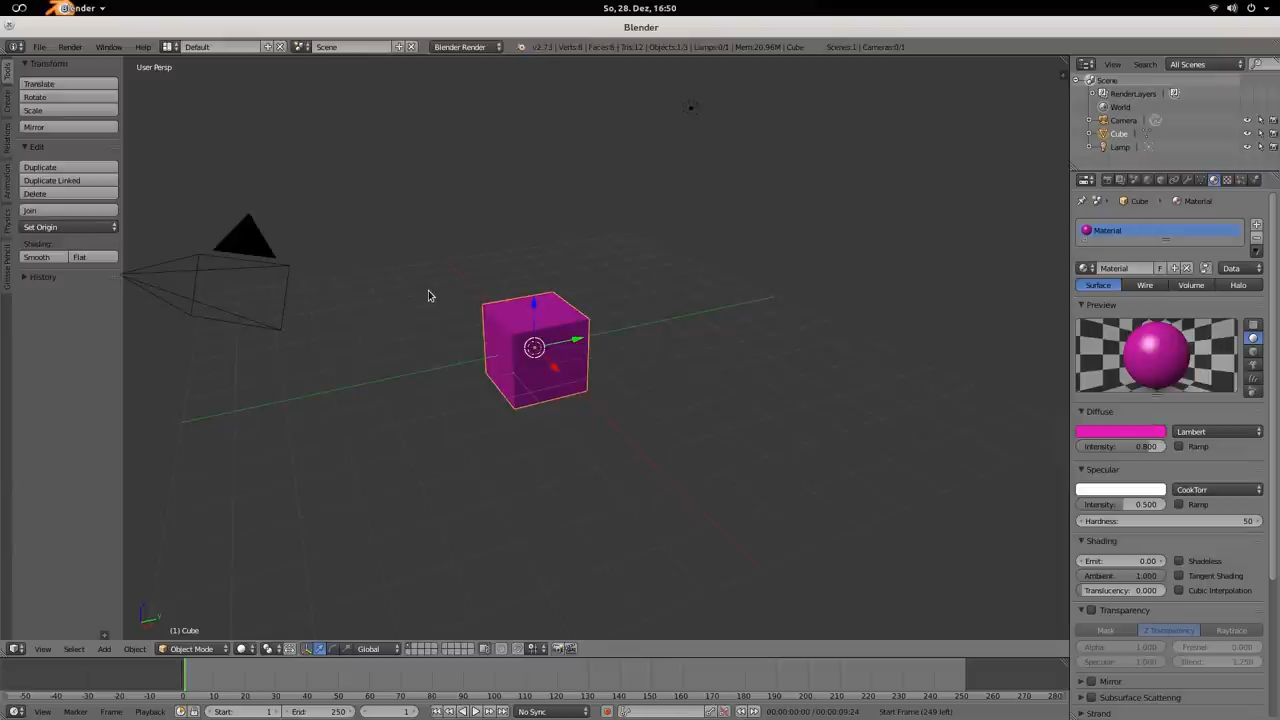 Blender
So, 28. Dez, 16:50
Blender
File Render Window Help Default Scene Blender Render v2.73 | Verts:8 | Faces:6 | Tris:12 | Objects:1/3 | Lamps:0/1 | Mem:20.96M | Cube Scenes:1 | Cameras:0/1
Tools
Create
Relations
Animation
Physics
Grease Pencil
Transform
Translate
Rotate
Scale
Mirror
Edit
Duplicate
Duplicate Linked
Delete
Join
Set Origin
Shading:
Smooth Flat
History
User Persp
(1) Cube
View Search All Scenes
Scene
RenderLayers
World
Camera
Cube
Lamp
Cube Material
Material
Material F Data
Surface Wire Volume Halo
Preview
Diffuse
Lambert
Intensity: 0.800 Ramp
Specular
CookTorr
Intensity: 0.500 Ramp
Hardness: 50
Shading
Emit: 0.00 Shadeless
Ambient: 1.000 Tangent Shading
Translucency: 0.000 Cubic Interpolation
Transparency
Mask Z Transparency Raytrace
Alpha: 1.000 Fresnel: 0.000
Specular: 1.000 Blend: 1.250
Mirror
Subsurface Scattering
Strand
View Select Add Object Object Mode Global
-50 -40 -30 -20 -10 0 10 20 30 40 50 60 70 80 90 100 110 120 130 140 150 160 170 180 190 200 210 220 230 240 250 260 270 280
View Marker Frame Playback Start: 1 End: 250 1 No Sync 00:00:00:00 / 00:00:09:24 Start Frame (249 left)